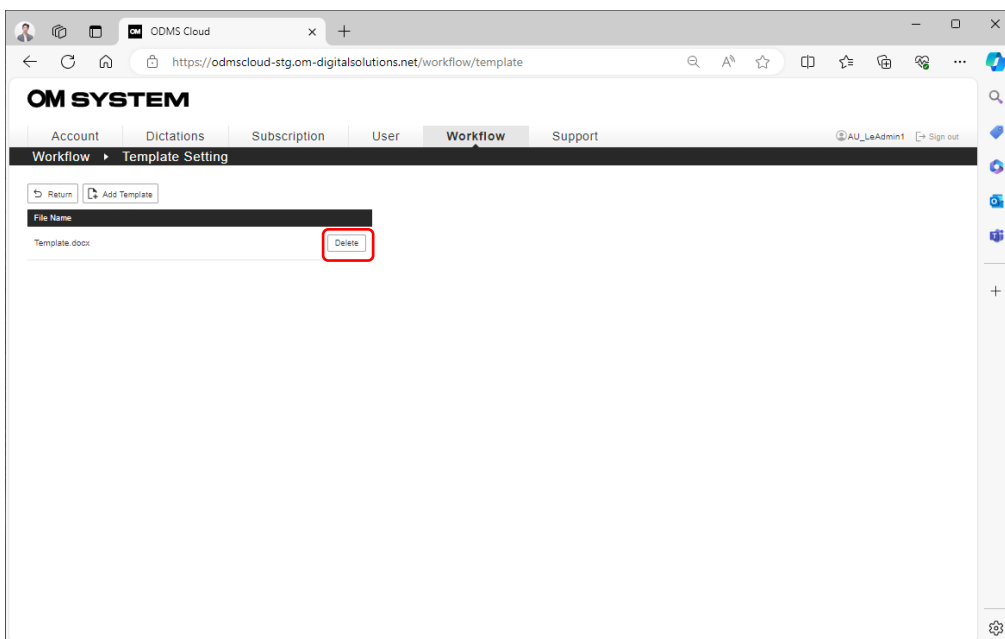 OM ODMS Cloud
https://odmscloud-stg.om-digitalsolutions.net/workflow/template
OM SYSTEM
Account Dictations Subscription User Workflow Support AU_LeAdmin1 Sign out
Workflow Template Setting
Return Add Template
File Name
Template.docx Delete